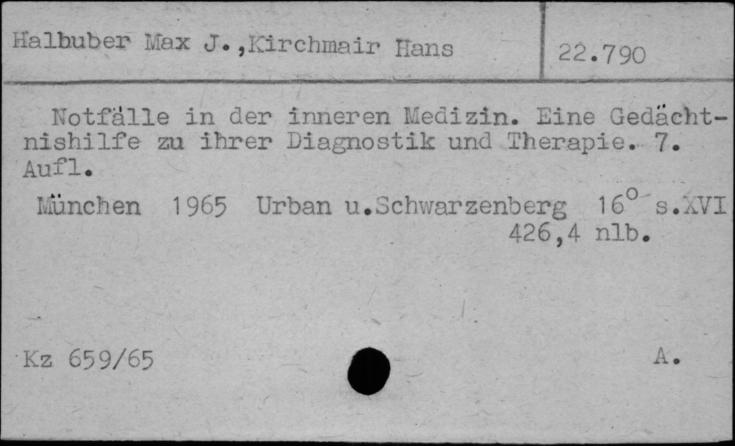 Halbuber Max J.,Kirchmair Hans
22.790
Notfälle in der inneren Medizin. Eine Gedächt-
nishilfe zu ihrer Diagnostik und Therapie. 7.
Aufl.
München 1965 Urban u.Schwarzenberg 16° s.XVI
426,4 nlb.
Kz 659/65
A.